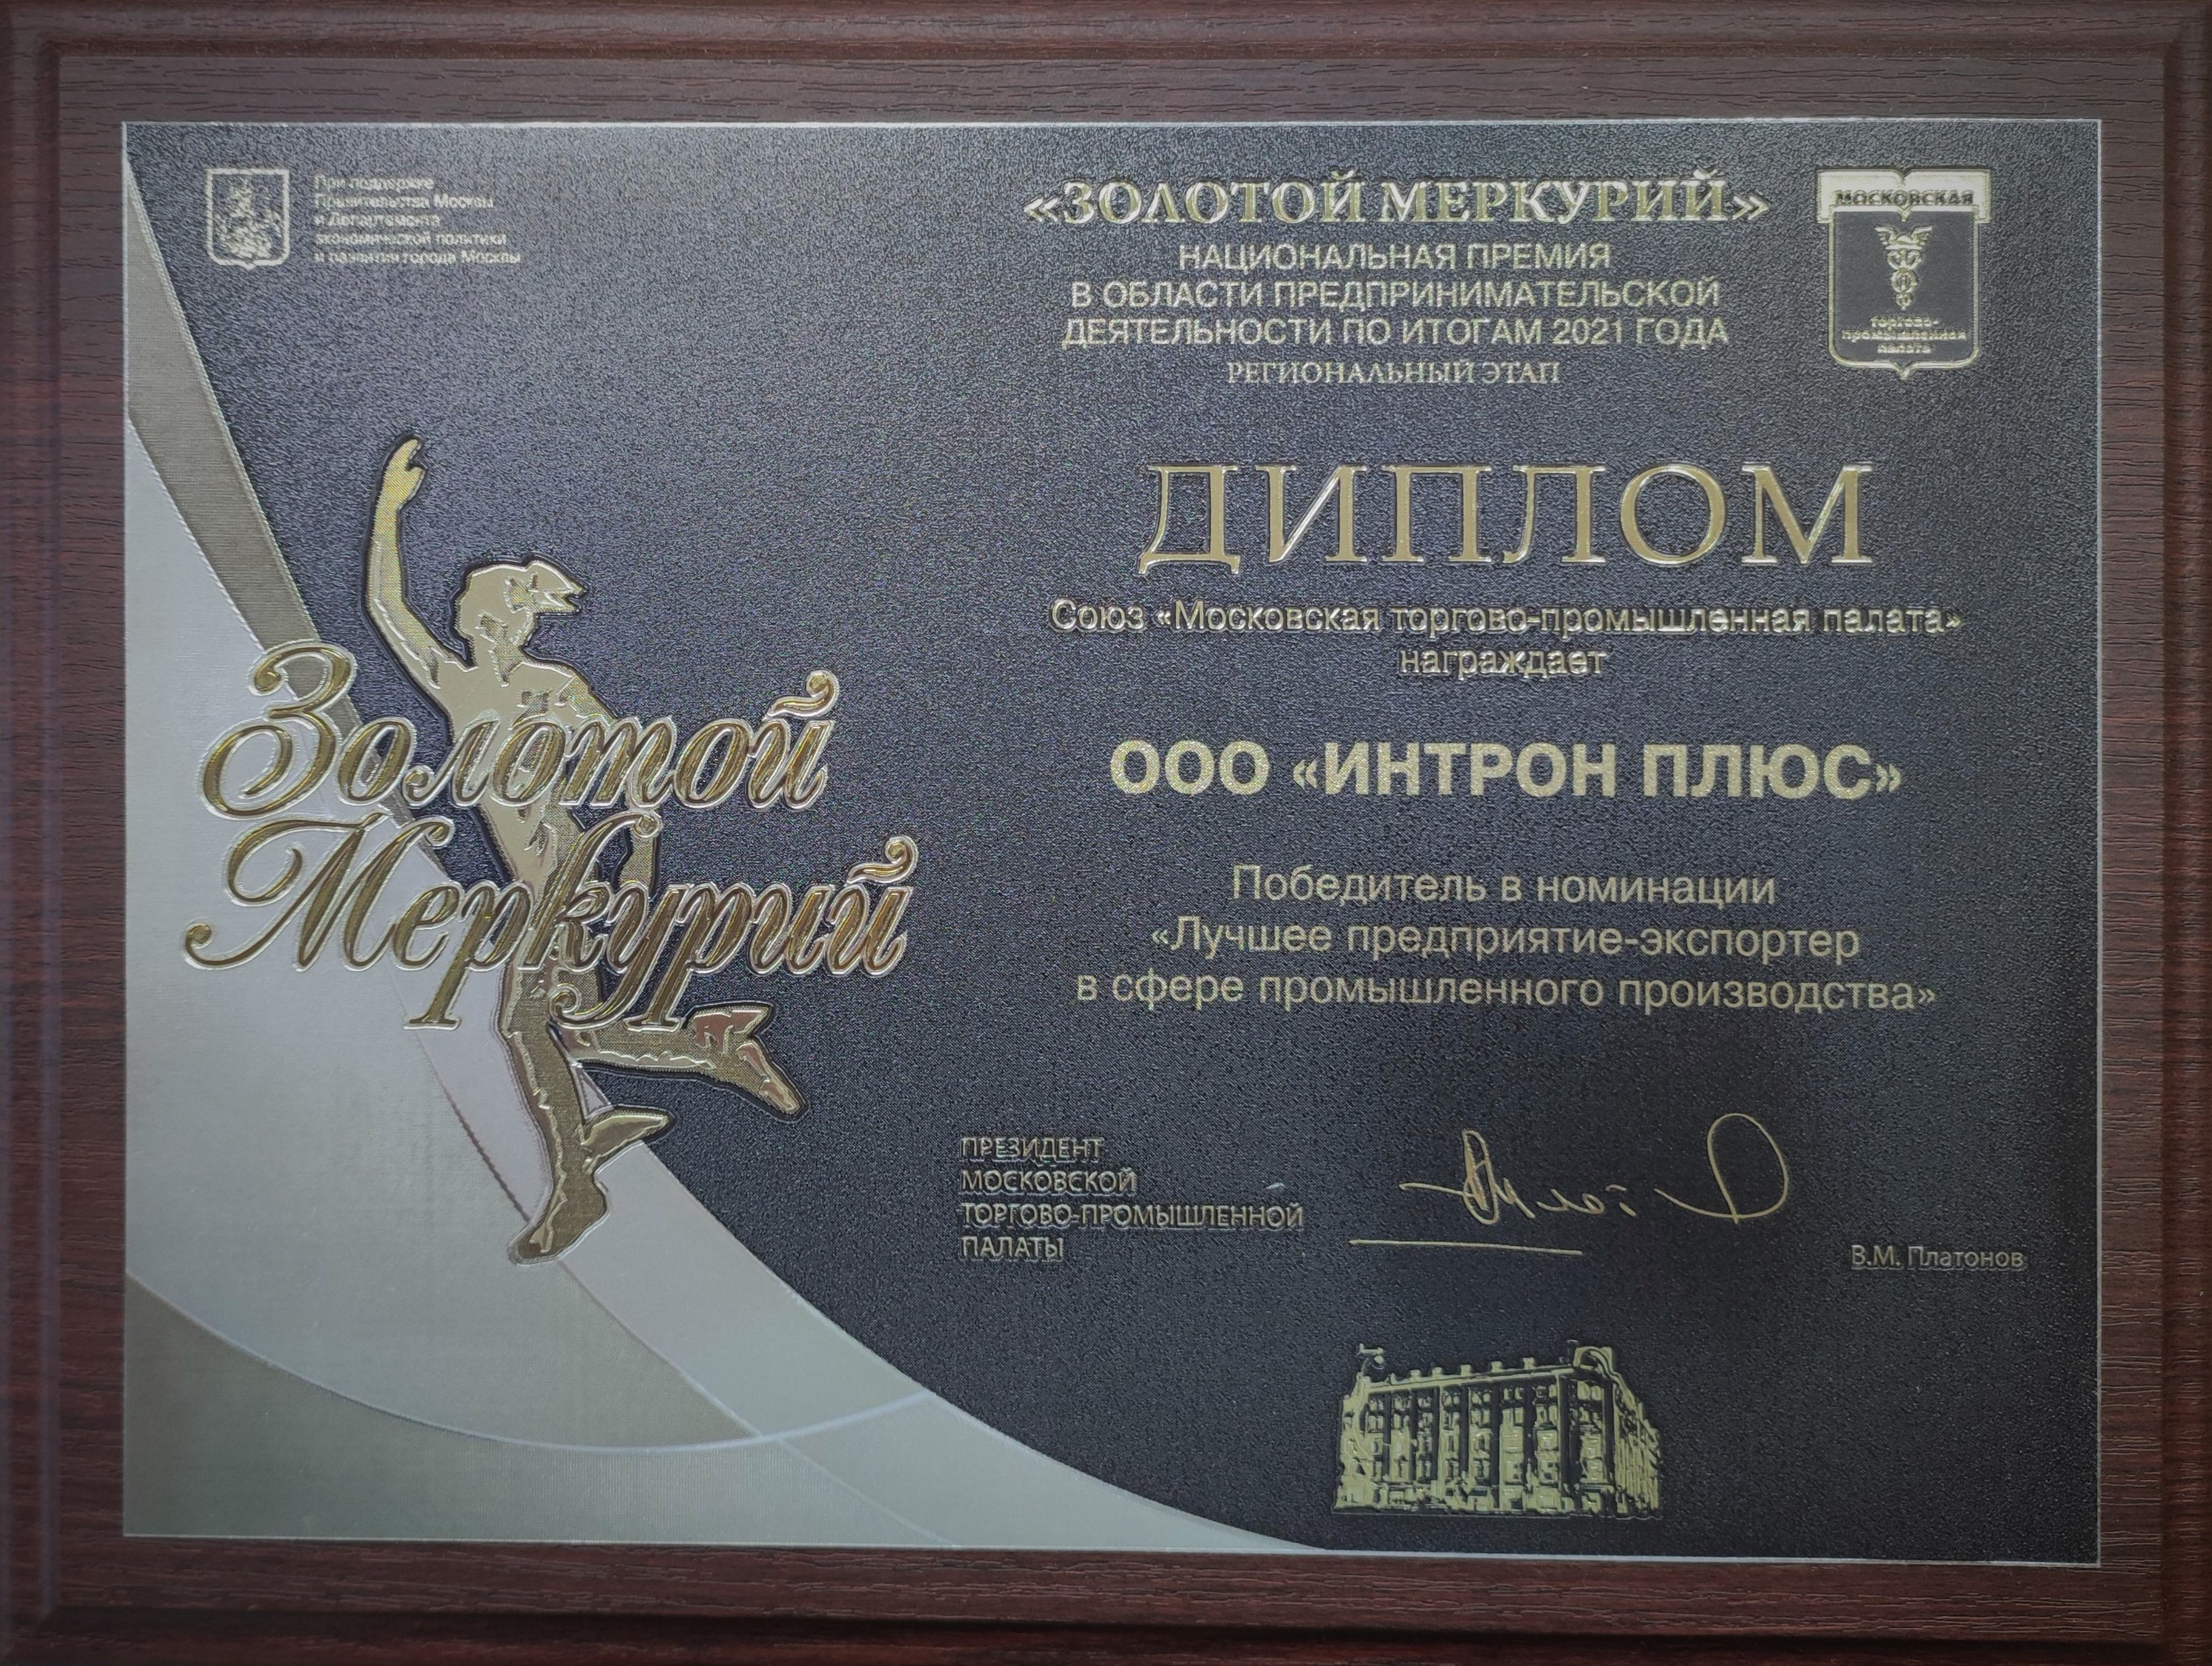 При поддержке
Правительства Москвы
и Департамента
экономической политики
и развития города Москвы
«ЗОЛОТОЙ МЕРКУРИЙ»
НАЦИОНАЛЬНАЯ ПРЕМИЯ
В ОБЛАСТИ ПРЕДПРИНИМАТЕЛЬСКОЙ
ДЕЯТЕЛЬНОСТИ ПО ИТОГАМ 2021 ГОДА
РЕГИОНАЛЬНЫЙ ЭТАП
МОСКОВСКАЯ
торгово-
промышленная
палата
ДИПЛОМ
Союз «Московская торгово-промышленная палата»
награждает
Золотой
Меркурий
ООО «ИНТРОН ПЛЮС»
Победитель в номинации
«Лучшее предприятие-экспортер
в сфере промышленного производства»
ПРЕЗИДЕНТ
МОСКОВСКОЙ
ТОРГОВО-ПРОМЫШЛЕННОЙ
ПАЛАТЫ
В.М. Платонов